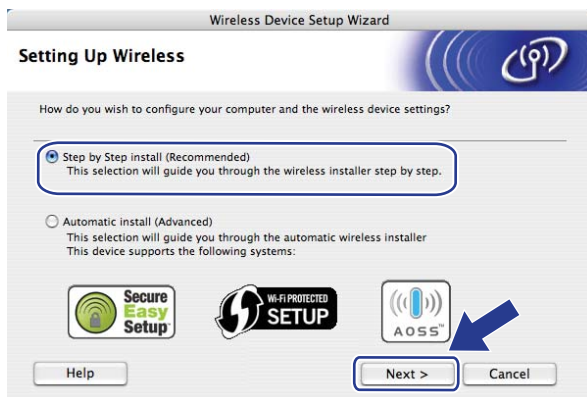 Wireless Device Setup Wizard
Setting Up Wireless
How do you wish to configure your computer and the wireless device settings?
Step by Step install (Recommended)
This selection will guide you through the wireless installer step by step.
Automatic install (Advanced)
This selection will guide you through the automatic wireless installer
This device supports the following systems:
Secure
Easy
Setup
Wi-Fi PROTECTED
SETUP
AOSS™
Help
Next >
Cancel